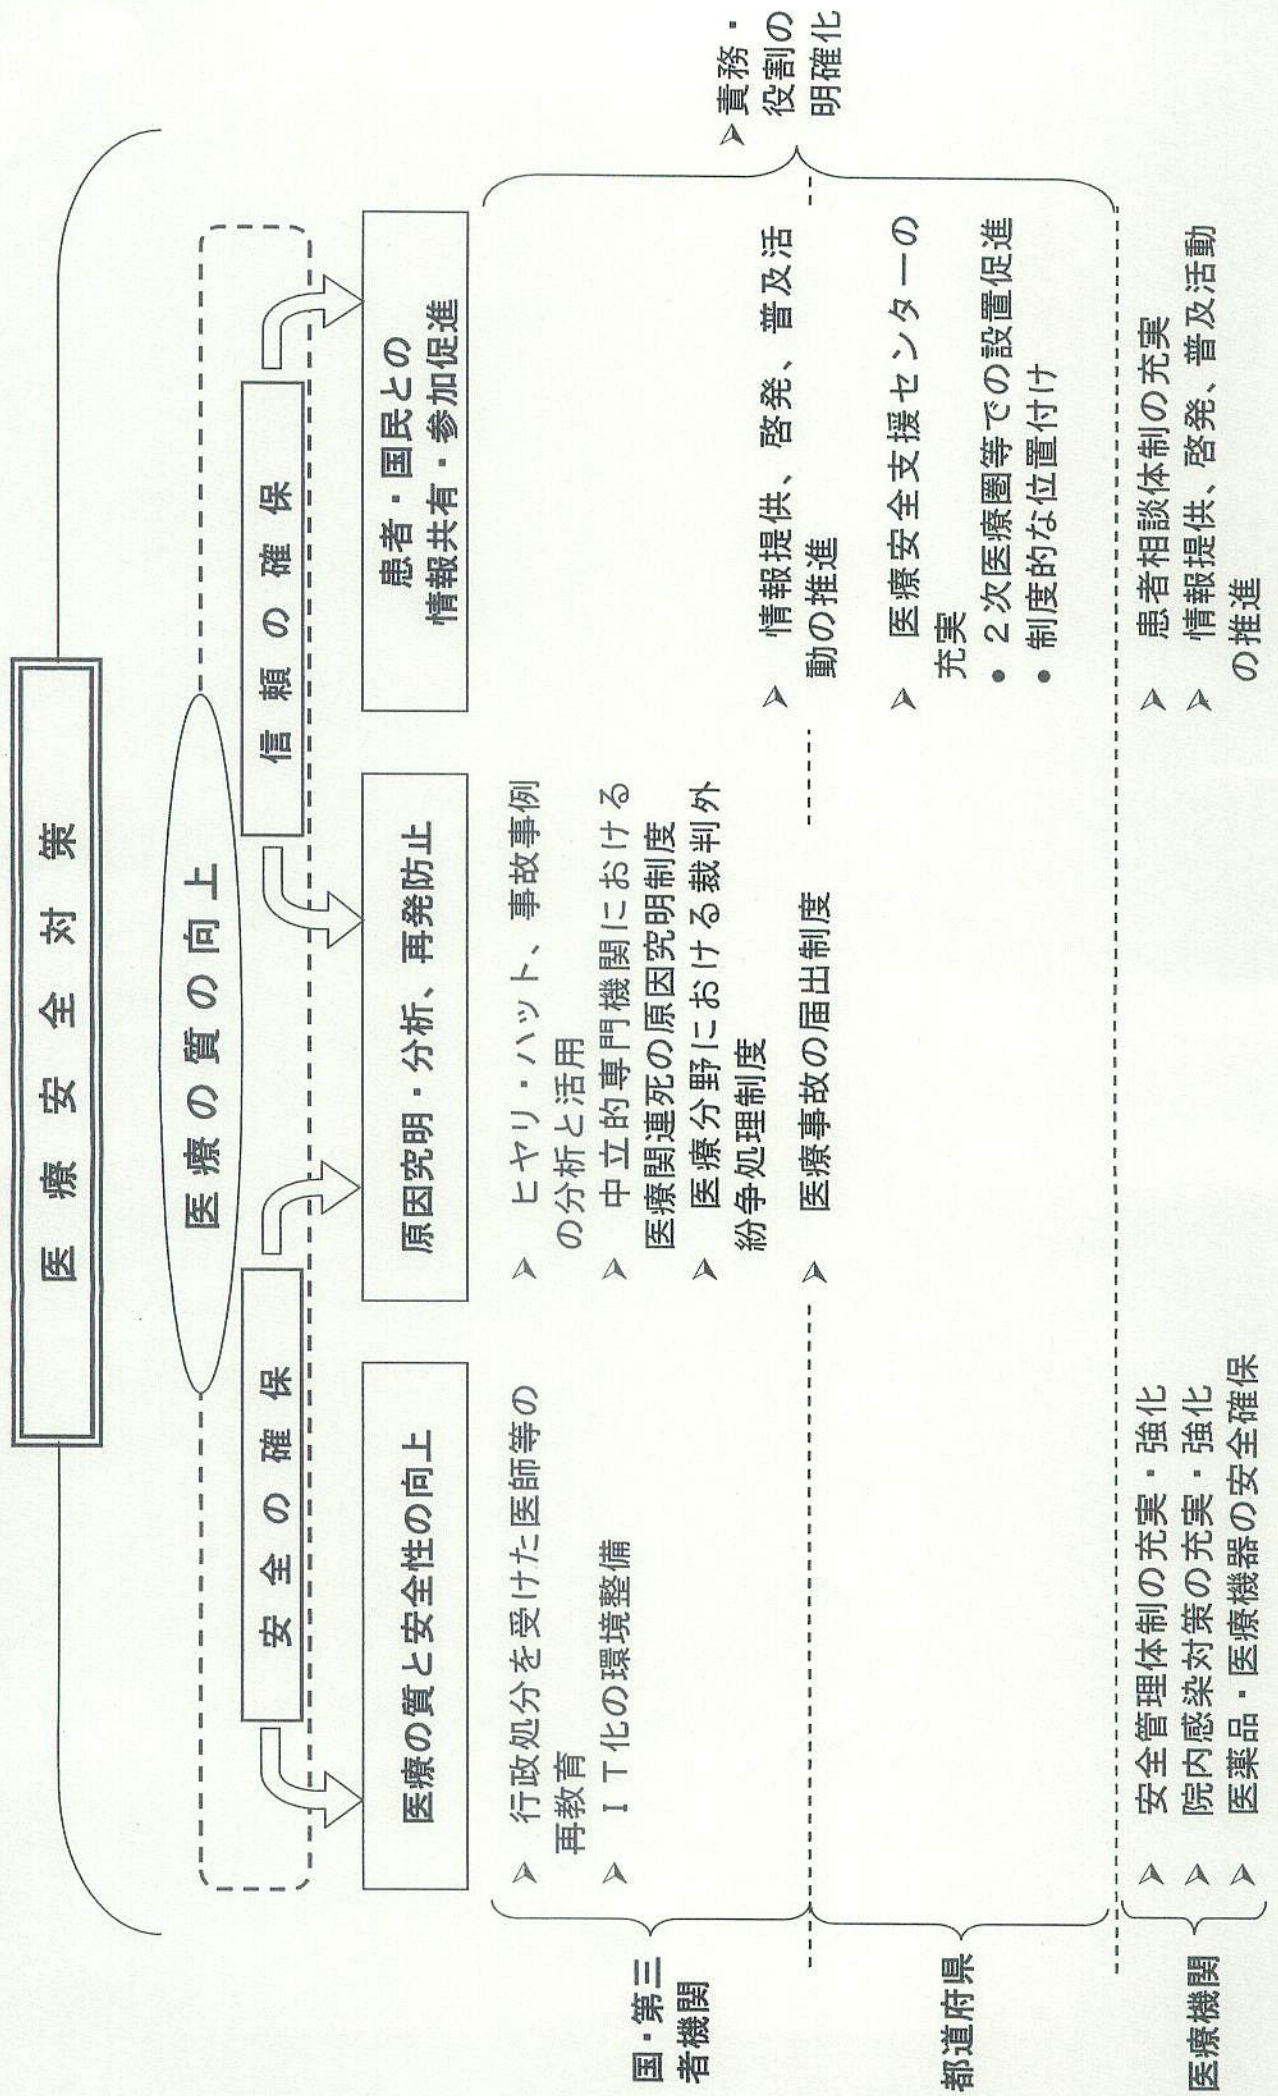 医療安全対策
医療の質の向上
安全の確保
信頼の確保
医療の質と安全性の向上
原因究明・分析、再発防止
患者・国民との
情報共有・参加促進
国・第三
者機関
➢ 行政処分を受けた医師等の
再教育
➢ ＩＴ化の環境整備
➢ ヒヤリ・ハット、事故事例
の分析と活用
➢ 中立的専門機関における
医療関連死の原因究明制度
➢ 医療分野における裁判外
紛争処理制度
➢ 医療事故の届出制度
➢ 情報提供、啓発、普及活
動の推進
➢責務・
役割の
明確化
都道府県
➢ 医療安全支援センターの
充実
• ２次医療圏等での設置促進
• 制度的な位置付け
医療機関
➢ 安全管理体制の充実・強化
➢ 院内感染対策の充実・強化
➢ 医薬品・医療機器の安全確保
➢ 患者相談体制の充実
➢ 情報提供、啓発、普及活動
の推進